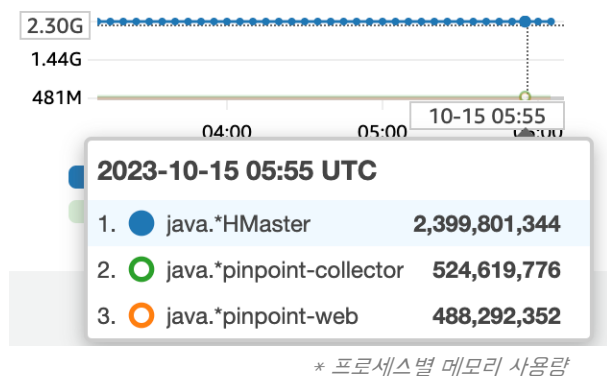 2.30G
1.44G
481M
10-15 05:55
04:00 05:00 06:00
2023-10-15 05:55 UTC
1. java.*HMaster 2,399,801,344
2. java.*pinpoint-collector 524,619,776
3. java.*pinpoint-web 488,292,352
* 프로세스별 메모리 사용량